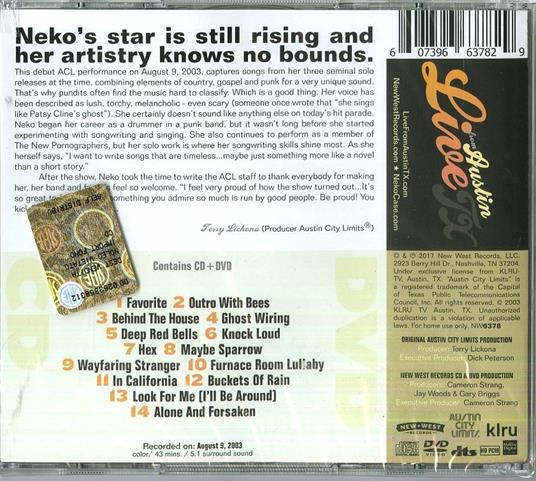 Neko's star is still rising and
her artistry knows no bounds.
This debut ACL performance on August 9, 2003, captures songs from her three seminal solo
releases at the time, combining elements of country, gospel and punk for a very unique sound.
That's why pundits often find the music hard to classify. Which is a good thing. Her voice has
been described as lush, torchy, melancholic - even scary (someone once wrote that "she sings
like Patsy Cline's ghost"). She certainly doesn't sound like anything else on today's hit parade.
Neko began her career as a drummer in a punk band, but it wasn't long before she started
experimenting with songwriting and singing. She also continues to perform as a member of
The New Pornographers, but her solo work is where her songwriting skills shine most. As she
herself says, "I want to write songs that are timeless...maybe just something more like a novel
than a short story."
After the show, Neko took the time to write the ACL staff to thank everybody for making
her, her band and feel so welcome. "I feel very proud of how the show turned out...It's
so great to something you admire so much is run by good people. Be proud! You
kick
Terry Lickona (Producer Austin City Limits®)
Contains CD+DVD
1 Favorite 2 Outro With Bees
3 Behind The House 4 Ghost Wiring
5 Deep Red Bells 6 Knock Loud
7 Hex 8 Maybe Sparrow
9 Wayfaring Stranger 10 Furnace Room Lullaby
11 In California 12 Buckets Of Rain
13 Look For Me (I'll Be Around)
14 Alone And Forsaken
Recorded on: August 9, 2003
color/ 43 mins. / 5.1 surround sound
CD DVD
6 07396 63782 9
LiveFromAustinTX.com
NewWestRecords.com ★ NekoCase.com
Live from Austin TX
© & ℗ 2017 New West Records, LLC.
2923 Berry Hill Dr., Nashville, TN 37204.
Under exclusive license from KLRU-
TV, Austin, TX. "Austin City Limits" is
a registered trademark of the Capital
of Texas Public Telecommunications
Council, Inc. All rights reserved. © 2003
KLRU TV Austin, TX. Unauthorized
duplication is a violation of applicable
laws. For home use only. NW6378
ORIGINAL AUSTIN CITY LIMITS PRODUCTION
Producer: Terry Lickona
Executive Producer: Dick Peterson
NEW WEST RECORDS CD & DVD PRODUCTION
Producers: Cameron Strang,
Jay Woods & Gary Briggs
Executive Producer: Cameron Strang
NEW WEST
RECORDS
AUSTIN
CITY
LIMITS
klru
DVD
VIDEO
dts
HD PCM